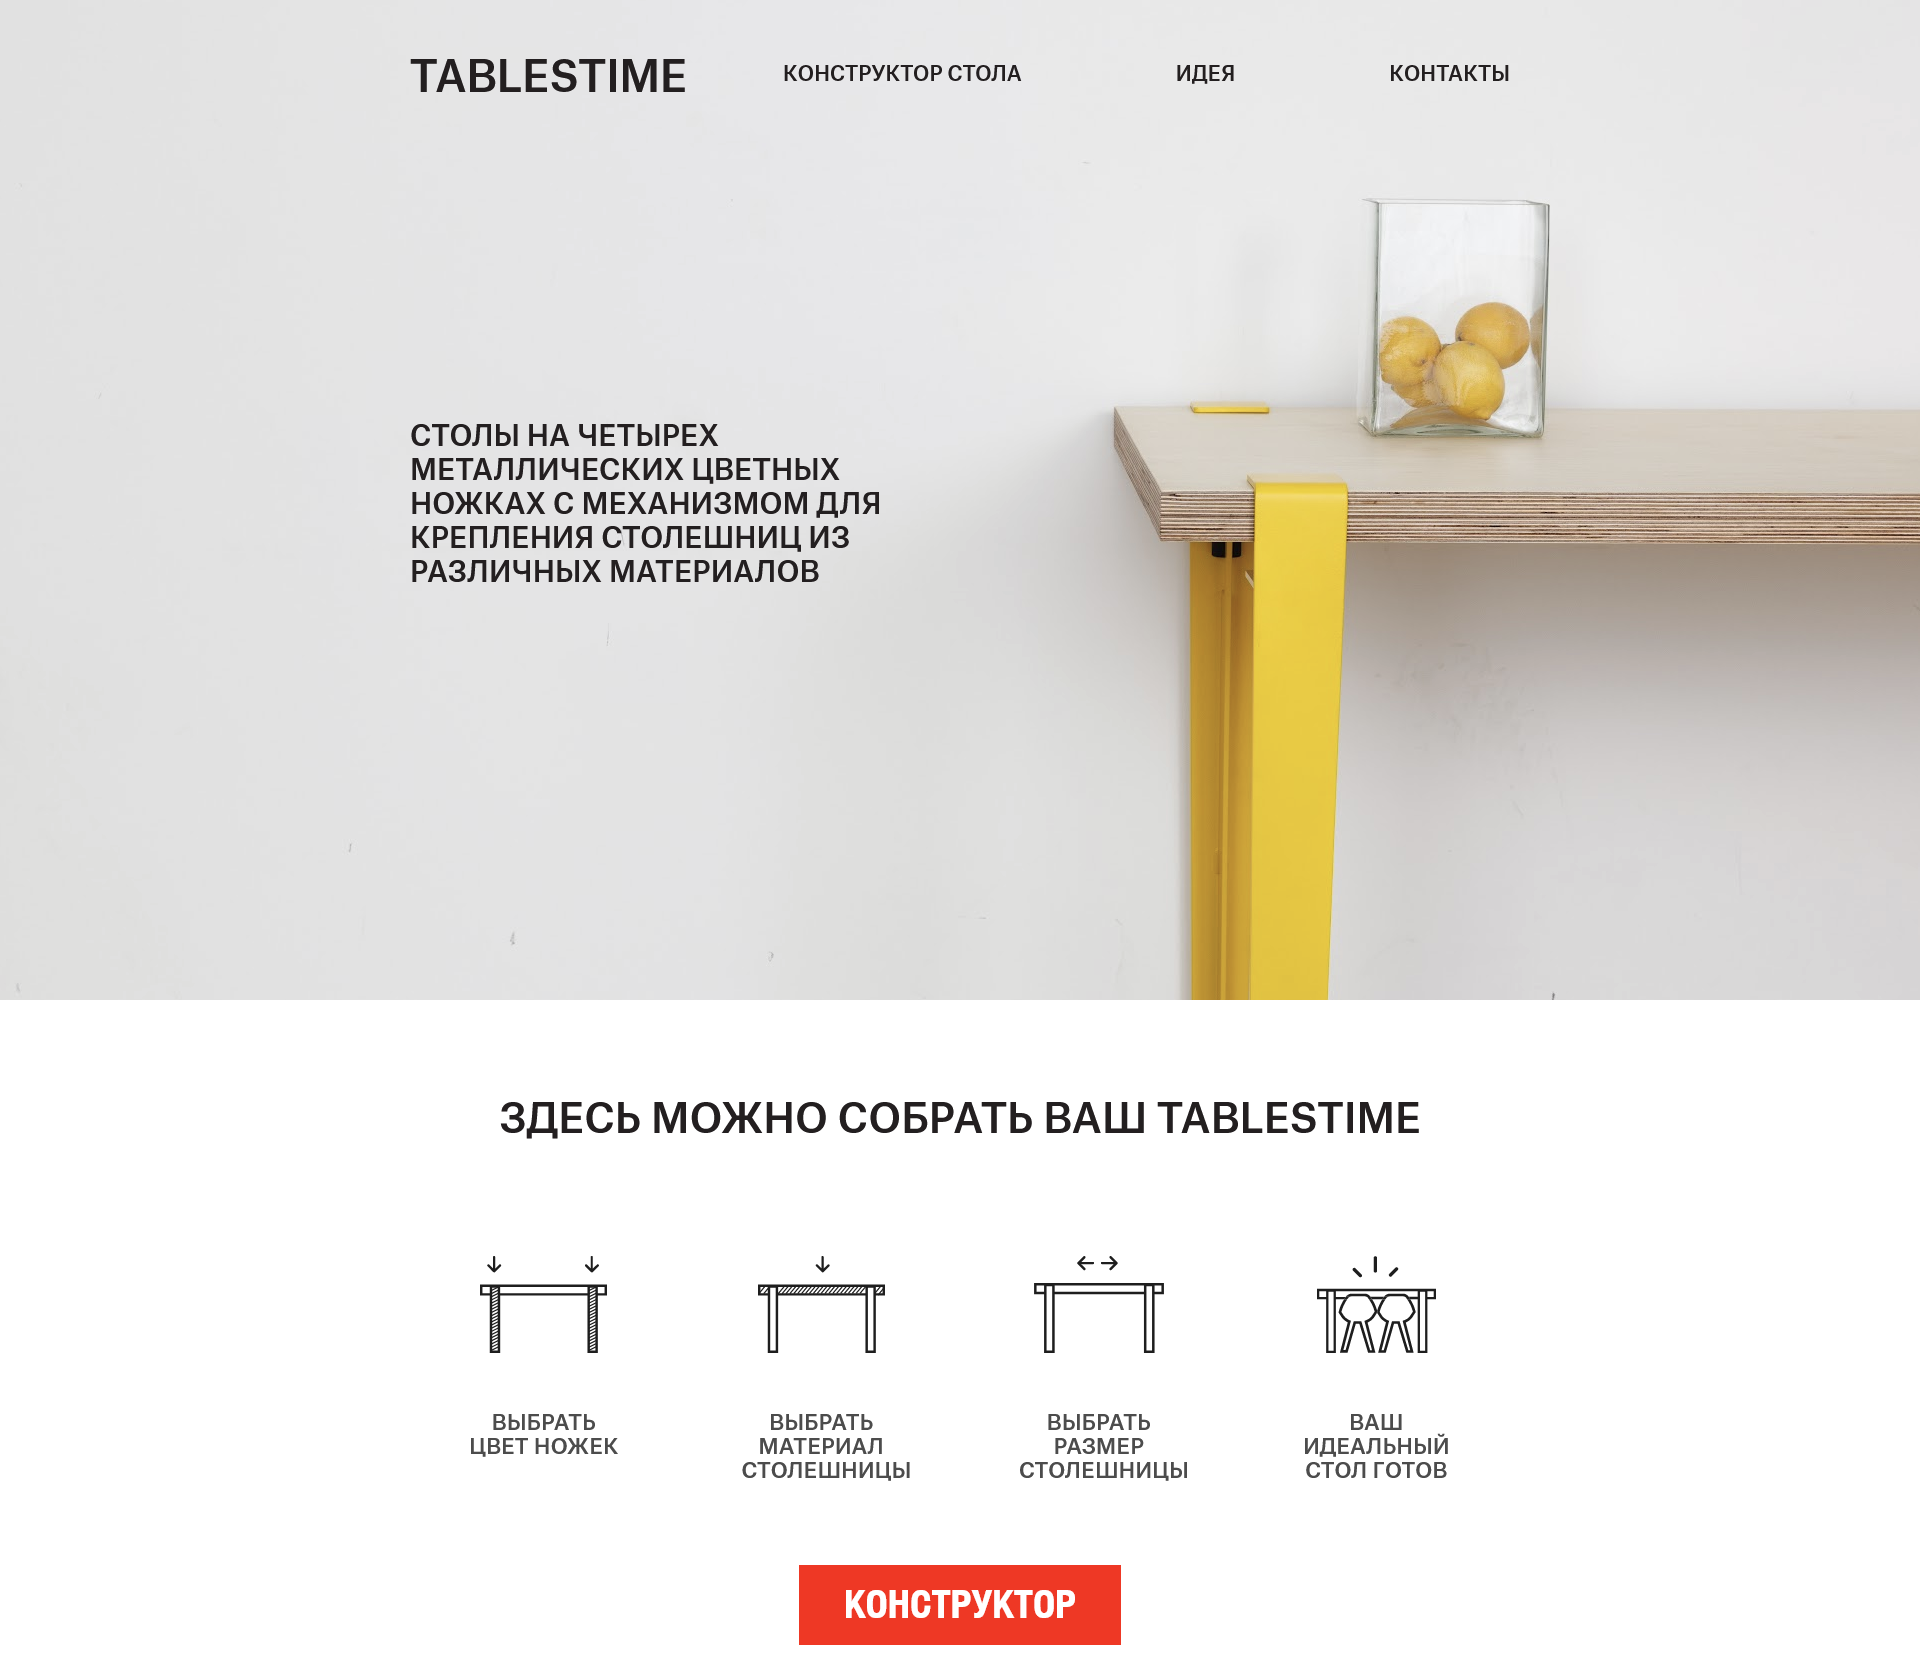 TABLESTIME
КОНСТРУКТОР СТОЛА
ИДЕЯ
КОНТАКТЫ
СТОЛЫ НА ЧЕТЫРЕХ
МЕТАЛЛИЧЕСКИХ ЦВЕТНЫХ
НОЖКАХ С МЕХАНИЗМОМ ДЛЯ
КРЕПЛЕНИЯ СТОЛЕШНИЦ ИЗ
РАЗЛИЧНЫХ МАТЕРИАЛОВ
ЗДЕСЬ МОЖНО СОБРАТЬ ВАШ TABLESTIME
ВЫБРАТЬ
ЦВЕТ НОЖЕК
ВЫБРАТЬ
МАТЕРИАЛ
СТОЛЕШНИЦЫ
ВЫБРАТЬ
РАЗМЕР
СТОЛЕШНИЦЫ
ВАШ
ИДЕАЛЬНЫЙ
СТОЛ ГОТОВ
КОНСТРУКТОР